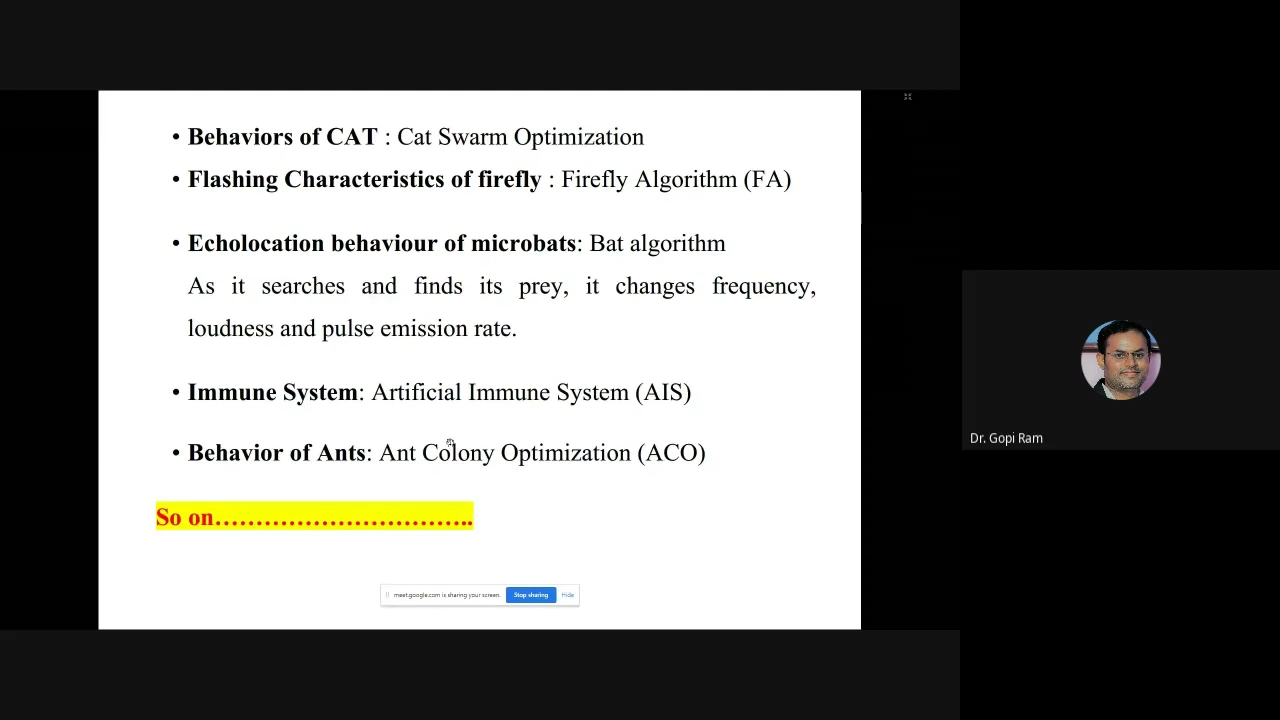 • Behaviors of CAT : Cat Swarm Optimization
• Flashing Characteristics of firefly : Firefly Algorithm (FA)
• Echolocation behaviour of microbats: Bat algorithm
As it searches and finds its prey, it changes frequency,
loudness and pulse emission rate.
• Immune System: Artificial Immune System (AIS)
• Behavior of Ants: Ant Colony Optimization (ACO)
So on……………………………..
meet.google.com is sharing your screen. Stop sharing Hide
Dr. Gopi Ram